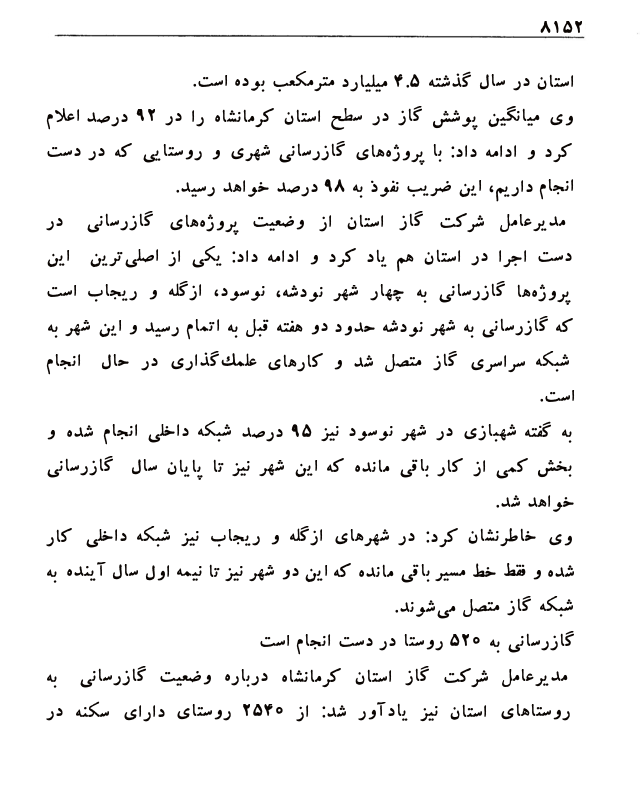 ۸۱۵۲
استان در سال گذشته ۴.۵ میلیارد مترمکعب بوده است.
وی میانگین پوشش گاز در سطح استان کرمانشاه را در ۹۲ درصد اعلام
کرد و ادامه داد: با پروژه‌های گازرسانی شهری و روستایی که در دست
انجام داریم، این ضریب نفوذ به ۹۸ درصد خواهد رسید.
مدیرعامل شرکت گاز استان از وضعیت پروژه‌های گازرسانی در
دست اجرا در استان هم یاد کرد و ادامه داد: یکی از اصلی‌ترین این
پروژه‌ها گازرسانی به چهار شهر نودشه، نوسود، ازگله و ریجاب است
که گازرسانی به شهر نودشه حدود دو هفته قبل به اتمام رسید و این شهر به
شبکه سراسری گاز متصل شد و کارهای علمك‌گذاری در حال انجام
است.
به گفته شهبازی در شهر نوسود نیز ۹۵ درصد شبکه داخلی انجام شده و
بخش کمی از کار باقی مانده که این شهر نیز تا پایان سال گازرسانی
خواهد شد.
وی خاطرنشان کرد: در شهرهای ازگله و ریجاب نیز شبکه داخلی کار
شده و فقط خط مسیر باقی مانده که این دو شهر نیز تا نیمه اول سال آینده به
شبکه گاز متصل می‌شوند.
گازرسانی به ۵۲۰ روستا در دست انجام است
مدیرعامل شرکت گاز استان کرمانشاه درباره وضعیت گازرسانی به
روستاهای استان نیز یادآور شد: از ۲۵۴۰ روستای دارای سکنه در